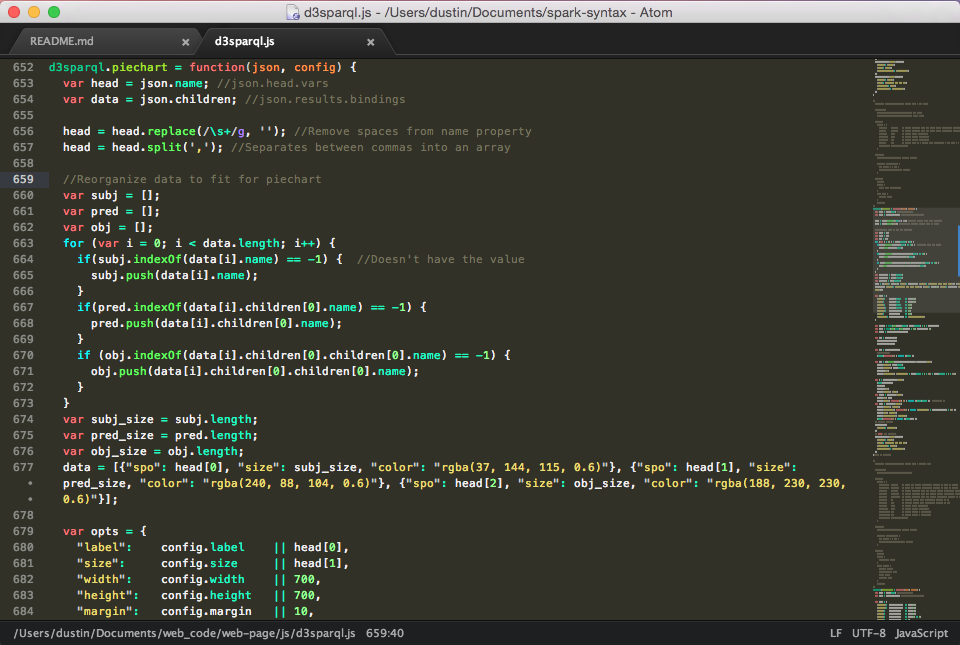 d3sparql.js - /Users/dustin/Documents/spark-syntax - Atom
README.md × d3sparql.js ×
652 d3sparql.piechart = function(json, config) {
653   var head = json.name; //json.head.vars
654   var data = json.children; //json.results.bindings
655
656   head = head.replace(/\s+/g, ''); //Remove spaces from name property
657   head = head.split(','); //Separates between commas into an array
658
659   //Reorganize data to fit for piechart
660   var subj = [];
661   var pred = [];
662   var obj = [];
663   for (var i = 0; i < data.length; i++) {
664     if(subj.indexOf(data[i].name) == -1) {  //Doesn't have the value
665       subj.push(data[i].name);
666     }
667     if(pred.indexOf(data[i].children[0].name) == -1) {
668       pred.push(data[i].children[0].name);
669     }
670     if (obj.indexOf(data[i].children[0].children[0].name) == -1) {
671       obj.push(data[i].children[0].children[0].name);
672     }
673   }
674   var subj_size = subj.length;
675   var pred_size = pred.length;
676   var obj_size = obj.length;
677   data = [{"spo": head[0], "size": subj_size, "color": "rgba(37, 144, 115, 0.6)"}, {"spo": head[1], "size":
•   pred_size, "color": "rgba(240, 88, 104, 0.6)"}, {"spo": head[2], "size": obj_size, "color": "rgba(188, 230, 230,
•   0.6)"}];
678
679   var opts = {
680     "label":    config.label    || head[0],
681     "size":     config.size     || head[1],
682     "width":    config.width    || 700,
683     "height":   config.height   || 700,
684     "margin":   config.margin   || 10,
/Users/dustin/Documents/web_code/web-page/js/d3sparql.js 659:40 LF UTF-8 JavaScript